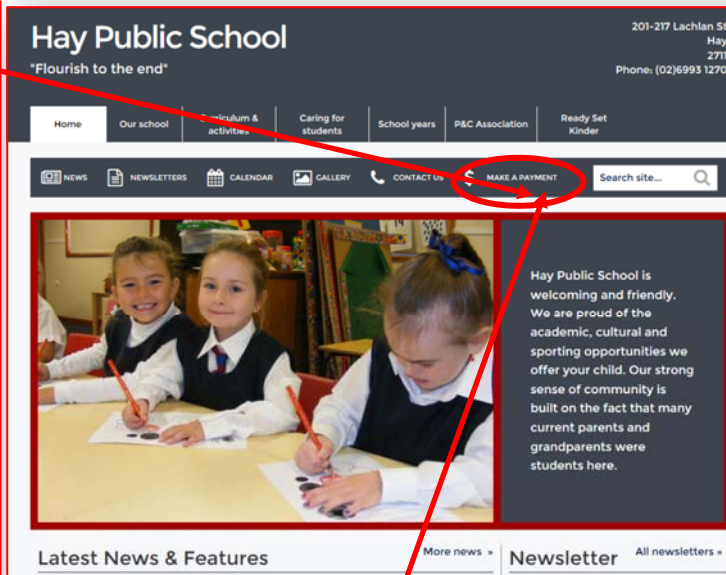 Hay Public School
"Flourish to the end"
201-217 Lachlan St
Hay
2711
Phone: (02)6993 1270
Home
Our school
Curriculum &
activities
Caring for
students
School years
P&C Association
Ready Set
Kinder
NEWS
NEWSLETTERS
CALENDAR
GALLERY
CONTACT US
$ MAKE A PAYMENT
Search site...
Hay Public School is
welcoming and friendly.
We are proud of the
academic, cultural and
sporting opportunities we
offer your child. Our strong
sense of community is
built on the fact that many
current parents and
grandparents were
students here.
Latest News & Features
More news »
Newsletter
All newsletters »